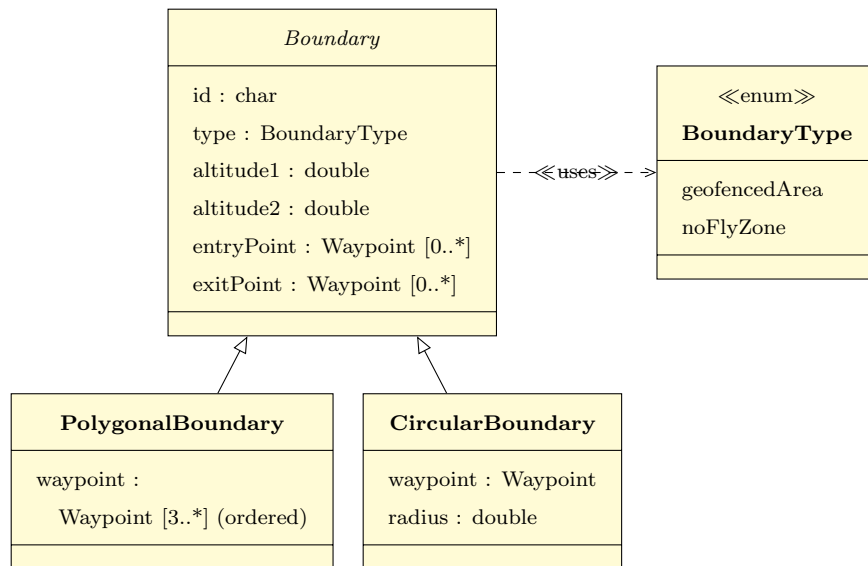 Boundary
id : char
type : BoundaryType
altitude1 : double
altitude2 : double
entryPoint : Waypoint [0..*]
exitPoint : Waypoint [0..*]
≪uses≫
≪enum≫
BoundaryType
geofencedArea
noFlyZone
PolygonalBoundary
waypoint :
Waypoint [3..*] (ordered)
CircularBoundary
waypoint : Waypoint
radius : double